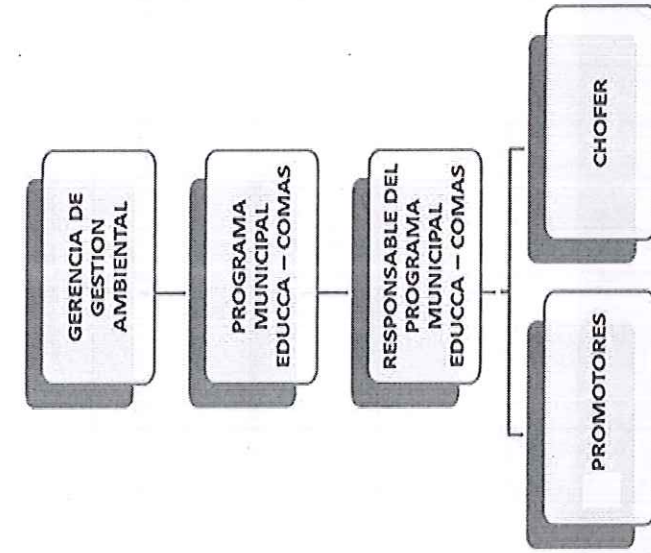 GERENCIA DE
GESTION
AMBIENTAL
PROGRAMA
MUNICIPAL
EDUCCA – COMAS
RESPONSABLE DEL
PROGRAMA
MUNICIPAL
EDUCCA – COMAS
PROMOTORES
CHOFER